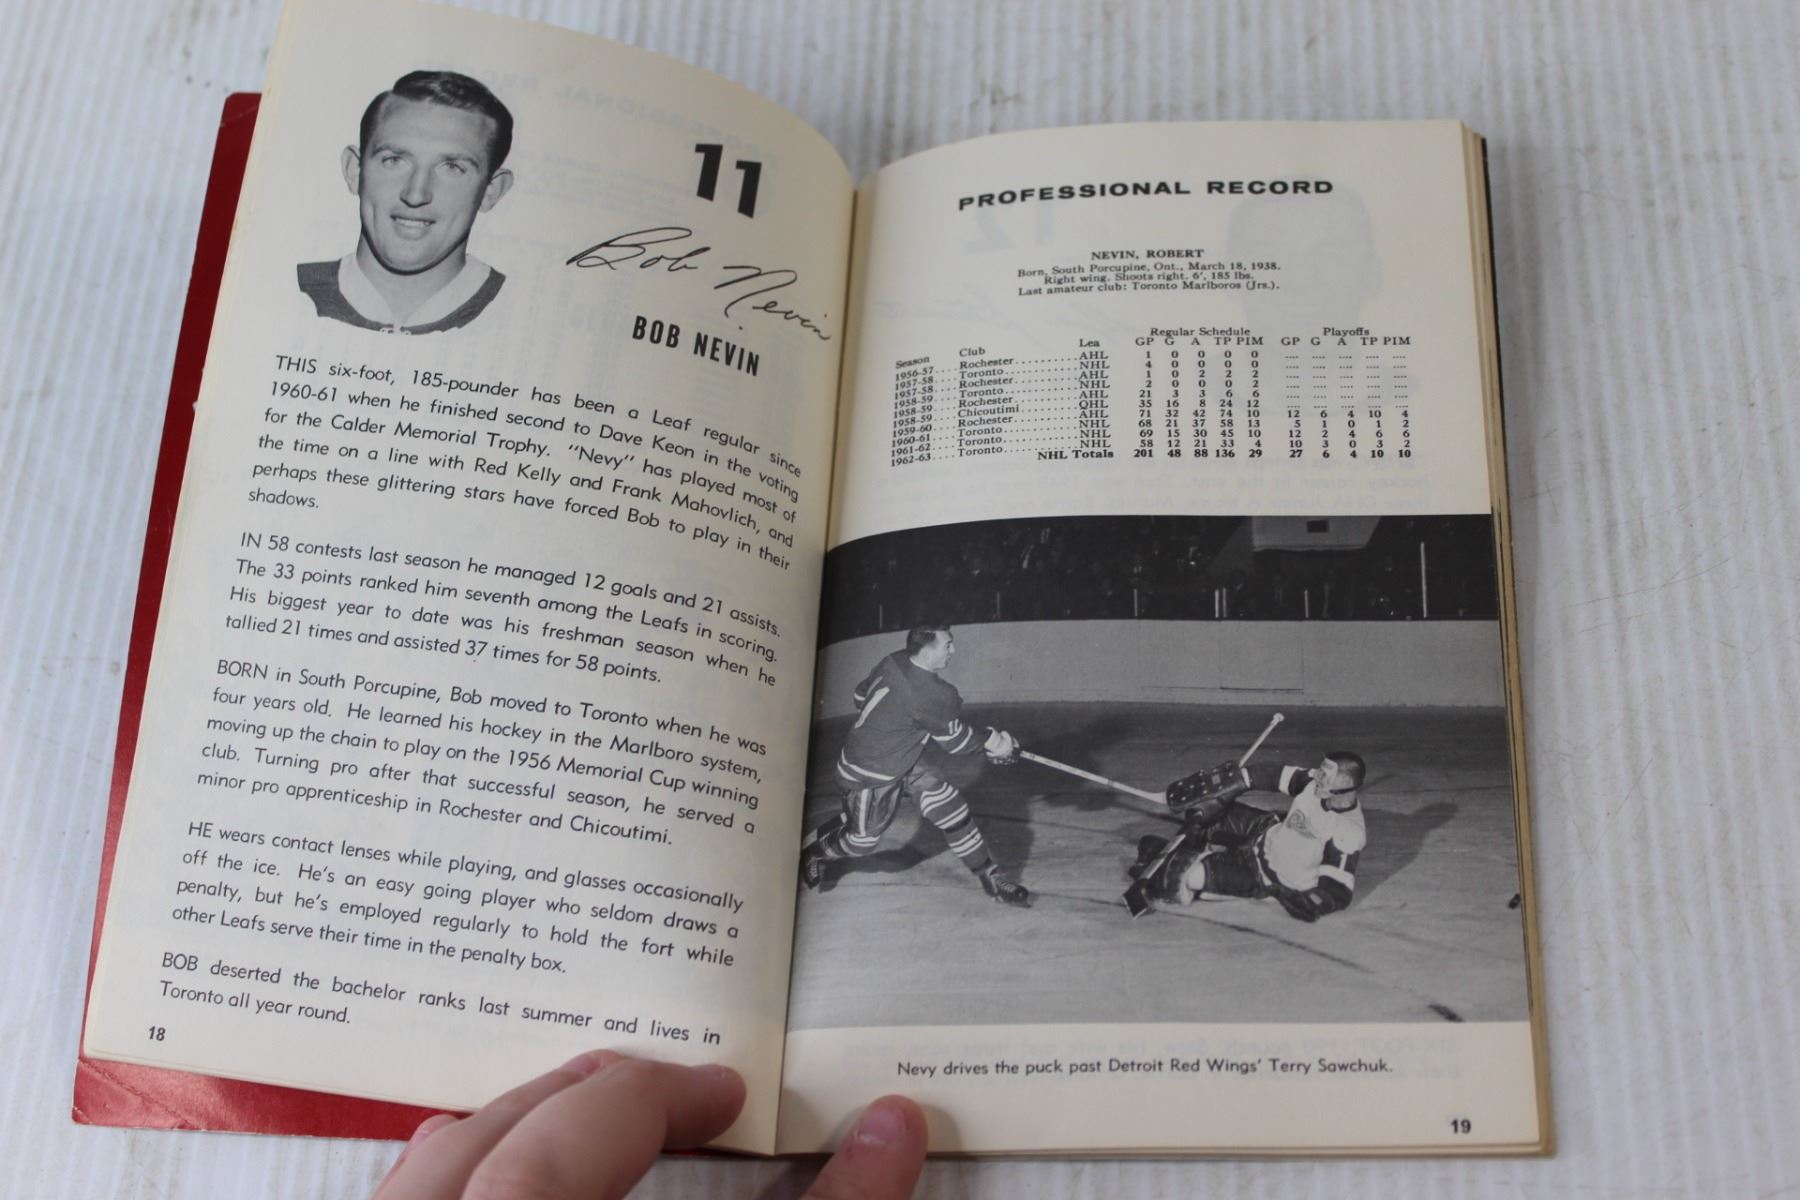 11
Bob Nevin
BOB NEVIN
THIS six-foot, 185-pounder has been a Leaf regular since
1960-61 when he finished second to Dave Keon in the voting
for the Calder Memorial Trophy. "Nevy" has played most of
the time on a line with Red Kelly and Frank Mahovlich, and
perhaps these glittering stars have forced Bob to play in their
shadows.
IN 58 contests last season he managed 12 goals and 21 assists.
The 33 points ranked him seventh among the Leafs in scoring.
His biggest year to date was his freshman season when he
tallied 21 times and assisted 37 times for 58 points.
BORN in South Porcupine, Bob moved to Toronto when he was
four years old. He learned his hockey in the Marlboro system,
moving up the chain to play on the 1956 Memorial Cup winning
club. Turning pro after that successful season, he served a
minor pro apprenticeship in Rochester and Chicoutimi.
HE wears contact lenses while playing, and glasses occasionally
off the ice. He's an easy going player who seldom draws a
penalty, but he's employed regularly to hold the fort while
other Leafs serve their time in the penalty box.
BOB deserted the bachelor ranks last summer and lives in
Toronto all year round.
18
PROFESSIONAL RECORD
NEVIN, ROBERT
Born, South Porcupine, Ont., March 18, 1938.
Right wing. Shoots right. 6', 185 lbs.
Last amateur club: Toronto Marlboros (Jrs.).
Regular Schedule Playoffs
Season Club Lea GP G A TP PIM GP G A TP PIM
1956-57.... Rochester..........AHL 1 0 0 0 0 .... .... .... .... ....
1957-58.... Toronto............NHL 4 0 0 0 0 .... .... .... .... ....
1957-58.... Rochester..........AHL 1 0 2 2 2 .... .... .... .... ....
1958-59.... Toronto............NHL 2 0 0 0 2 .... .... .... .... ....
1958-59.... Rochester..........AHL 21 3 3 6 6 .... .... .... .... ....
1958-59.... Chicoutimi.........QHL 35 16 8 24 12 .... .... .... .... ....
1959-60.... Rochester..........AHL 71 32 42 74 10 12 6 4 10 4
1960-61.... Toronto............NHL 68 21 37 58 13 5 1 0 1 2
1961-62.... Toronto............NHL 69 15 30 45 10 12 2 4 6 6
1962-63.... Toronto............NHL 58 12 21 33 4 10 3 0 3 2
NHL Totals 201 48 88 136 29 27 6 4 10 10
11
1
Nevy drives the puck past Detroit Red Wings' Terry Sawchuk.
19